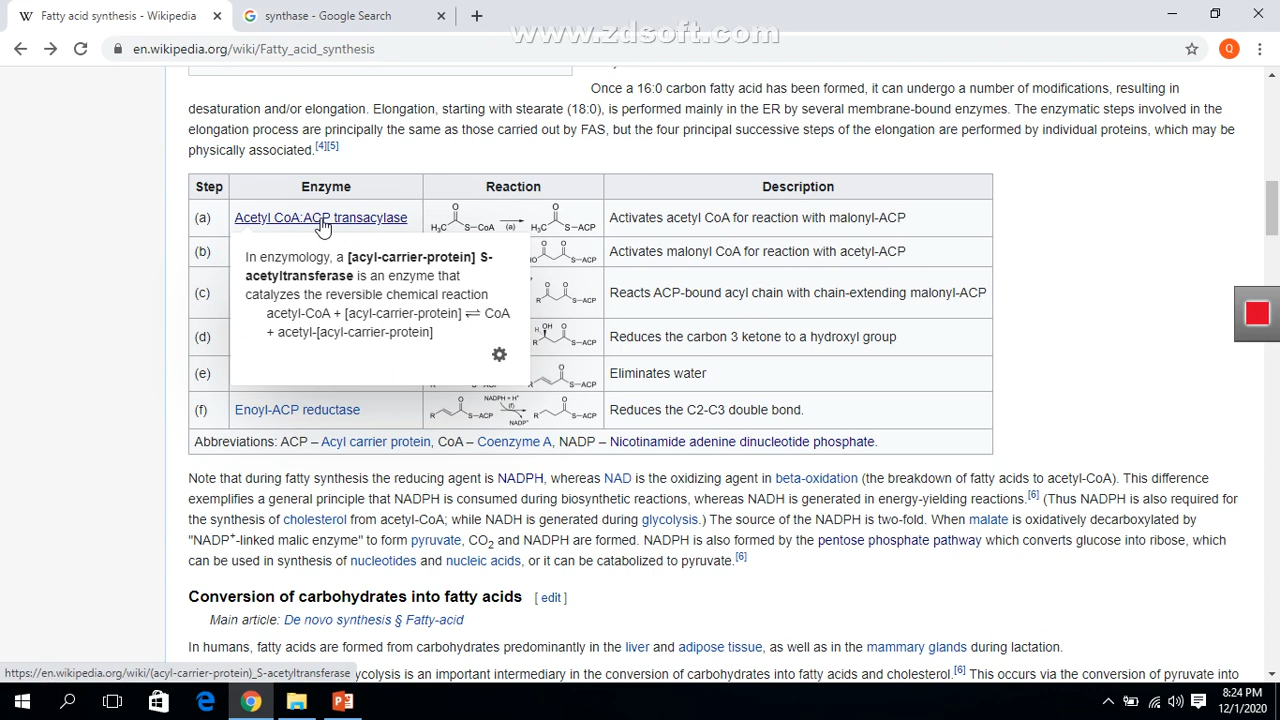 Fatty acid synthesis - Wikipedia
synthase - Google Search
www.zdsoft.com
en.wikipedia.org/wiki/Fatty_acid_synthesis
Q
Once a 16:0 carbon fatty acid has been formed, it can undergo a number of modifications, resulting in
desaturation and/or elongation. Elongation, starting with stearate (18:0), is performed mainly in the ER by several membrane-bound enzymes. The enzymatic steps involved in the
elongation process are principally the same as those carried out by FAS, but the four principal successive steps of the elongation are performed by individual proteins, which may be
physically associated.[4][5]
Step Enzyme Reaction Description
(a) Acetyl CoA:ACP transacylase H₃C S-CoA (a) H₃C S-ACP Activates acetyl CoA for reaction with malonyl-ACP
(b) S-ACP Activates malonyl CoA for reaction with acetyl-ACP
(c) R S-ACP Reacts ACP-bound acyl chain with chain-extending malonyl-ACP
(d) R S-ACP Reduces the carbon 3 ketone to a hydroxyl group
(e) R S-ACP Eliminates water
(f) Enoyl-ACP reductase R S-ACP NADPH + H⁺ (f) NADP⁺ R S-ACP Reduces the C2-C3 double bond.
In enzymology, a [acyl-carrier-protein] S-
acetyltransferase is an enzyme that
catalyzes the reversible chemical reaction
acetyl-CoA + [acyl-carrier-protein] ⇌ CoA
+ acetyl-[acyl-carrier-protein]
Abbreviations: ACP – Acyl carrier protein, CoA – Coenzyme A, NADP – Nicotinamide adenine dinucleotide phosphate.
Note that during fatty synthesis the reducing agent is NADPH, whereas NAD is the oxidizing agent in beta-oxidation (the breakdown of fatty acids to acetyl-CoA). This difference
exemplifies a general principle that NADPH is consumed during biosynthetic reactions, whereas NADH is generated in energy-yielding reactions.[6] (Thus NADPH is also required for
the synthesis of cholesterol from acetyl-CoA; while NADH is generated during glycolysis.) The source of the NADPH is two-fold. When malate is oxidatively decarboxylated by
"NADP⁺-linked malic enzyme" to form pyruvate, CO₂ and NADPH are formed. NADPH is also formed by the pentose phosphate pathway which converts glucose into ribose, which
can be used in synthesis of nucleotides and nucleic acids, or it can be catabolized to pyruvate.[6]
Conversion of carbohydrates into fatty acids [ edit ]
Main article: De novo synthesis § Fatty-acid
In humans, fatty acids are formed from carbohydrates predominantly in the liver and adipose tissue, as well as in the mammary glands during lactation.
https://en.wikipedia.org/wiki/(acyl-carrier-protein)_S-acetyltransferase ycolysis is an important intermediary in the conversion of carbohydrates into fatty acids and cholesterol.[6] This occurs via the conversion of pyruvate into
8:24 PM
12/1/2020